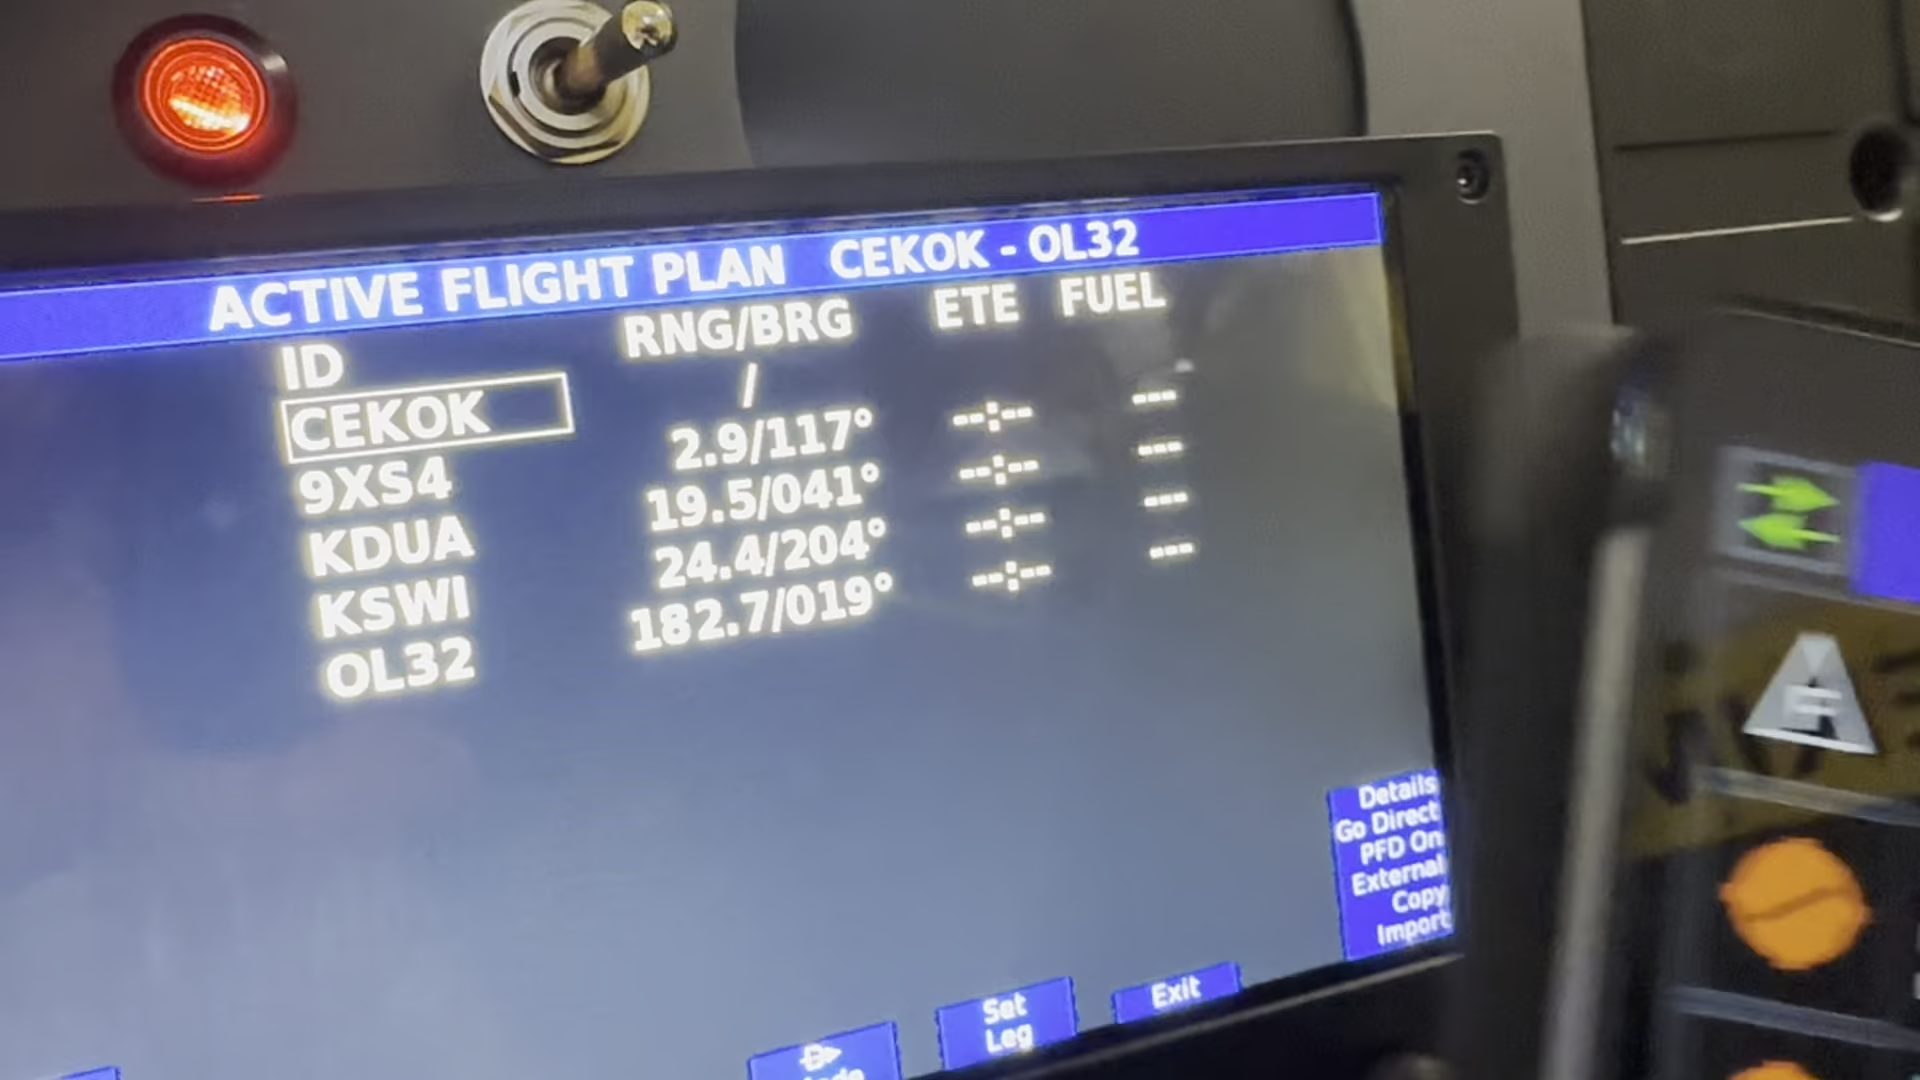 ACTIVE FLIGHT PLAN CEKOK - OL32
ID RNG/BRG ETE FUEL
CEKOK / --:-- ---
9XS4 2.9/117° --:-- ---
KDUA 19.5/041° --:-- ---
KSWI 24.4/204° --:-- ---
OL32 182.7/019°
Details
Go Direct
PFD On
External
Copy
Import
Set
Leg
Exit